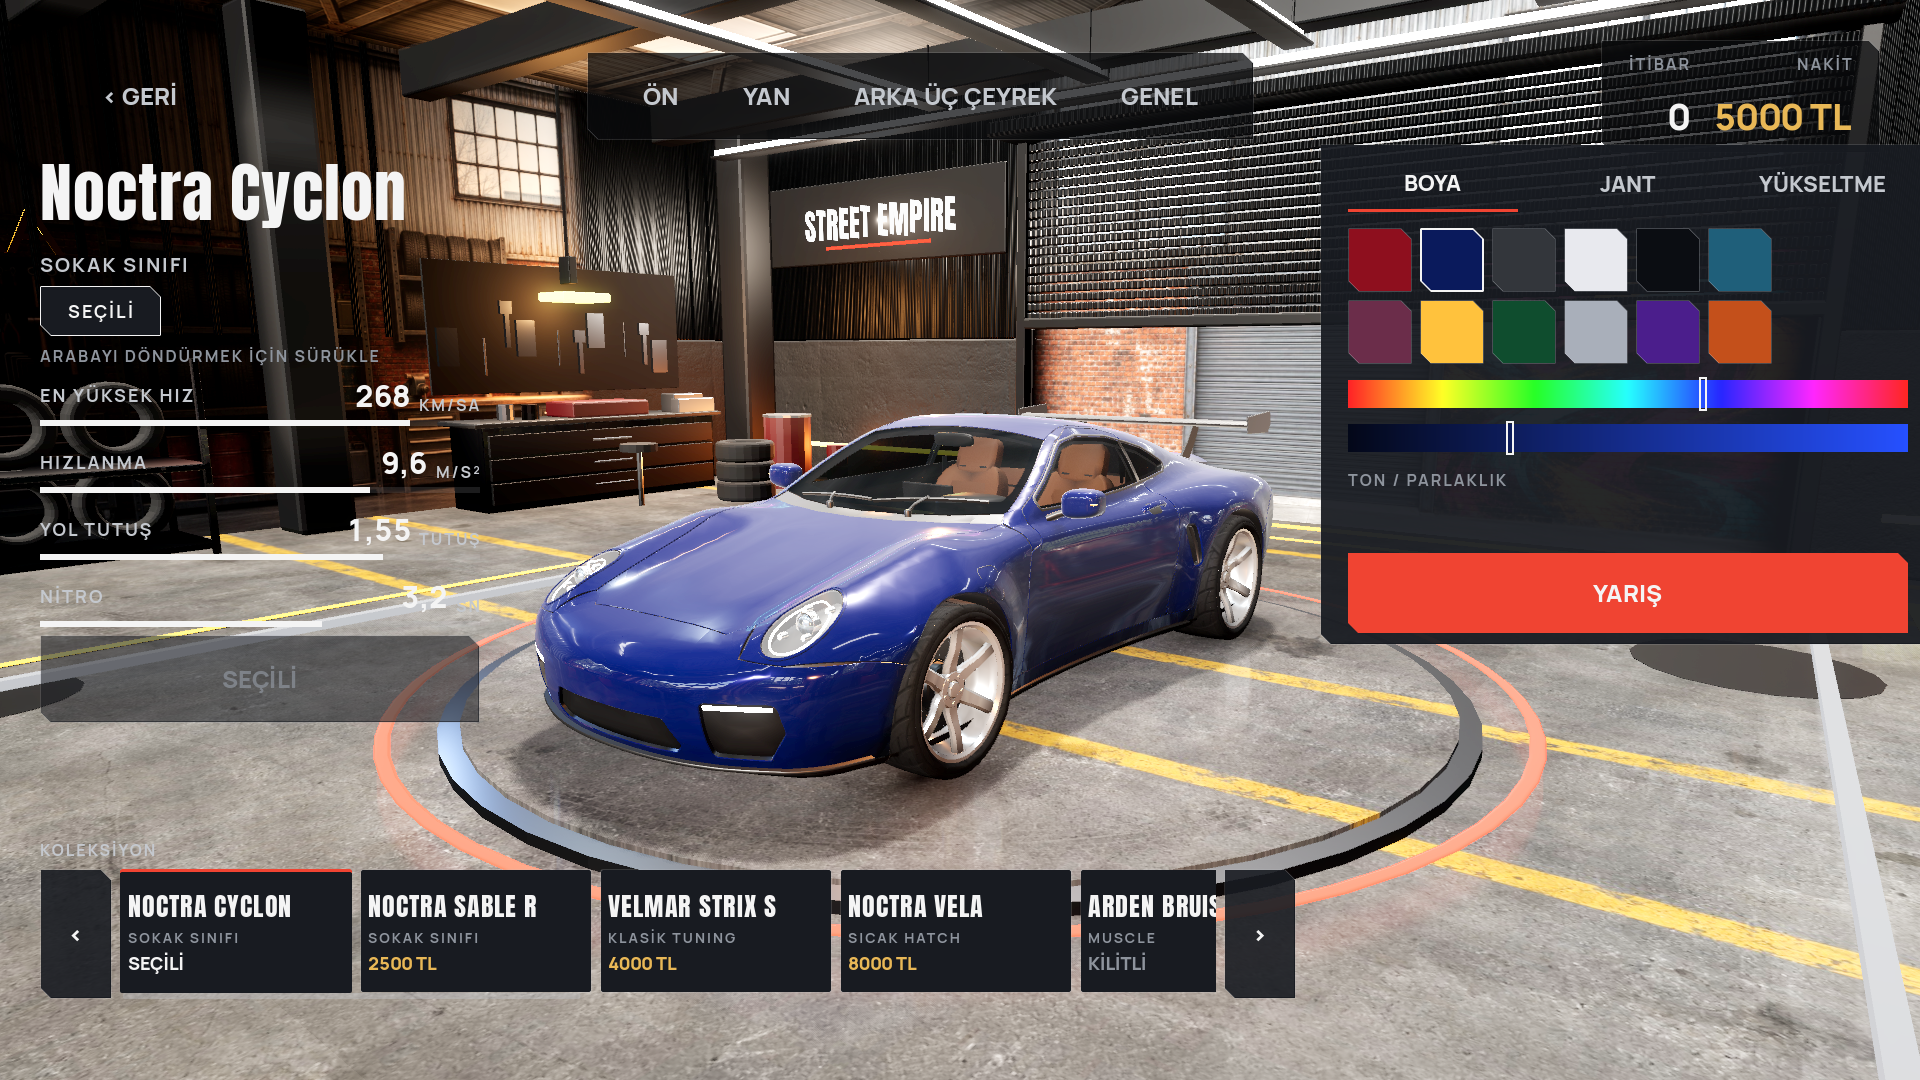 ‹ GERİ
ÖN YAN ARKA ÜÇ ÇEYREK GENEL
İTİBAR NAKİT
0 5000 TL
Noctra Cyclon
SOKAK SINIFI
SEÇİLİ
ARABAYI DÖNDÜRMEK İÇİN SÜRÜKLE
EN YÜKSEK HIZ 268 KM/SA
HIZLANMA 9,6 M/S²
YOL TUTUŞ 1,55 TUTUŞ
NİTRO 3,2
SEÇİLİ
STREET EMPIRE
BOYA JANT YÜKSELTME
TON / PARLAKLIK
YARIŞ
KOLEKSİYON
‹
NOCTRA CYCLON
SOKAK SINIFI
SEÇİLİ
NOCTRA SABLE R
SOKAK SINIFI
2500 TL
VELMAR STRIX S
KLASİK TUNING
4000 TL
NOCTRA VELA
SICAK HATCH
8000 TL
ARDEN BRUIS
MUSCLE
KİLİTLİ
›